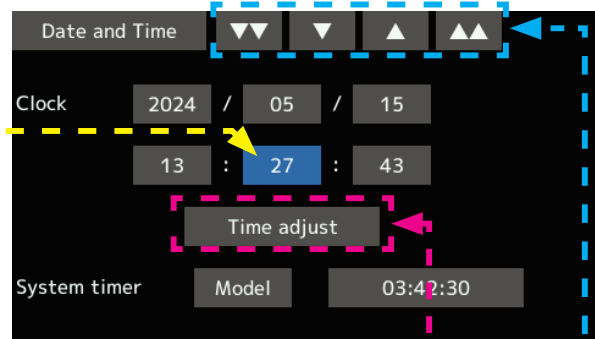 Date and Time ▼▼ ▼ ▲ ▲▲
Clock 2024 / 05 / 15
13 : 27 : 43
Time adjust
System timer Model 03:42:30